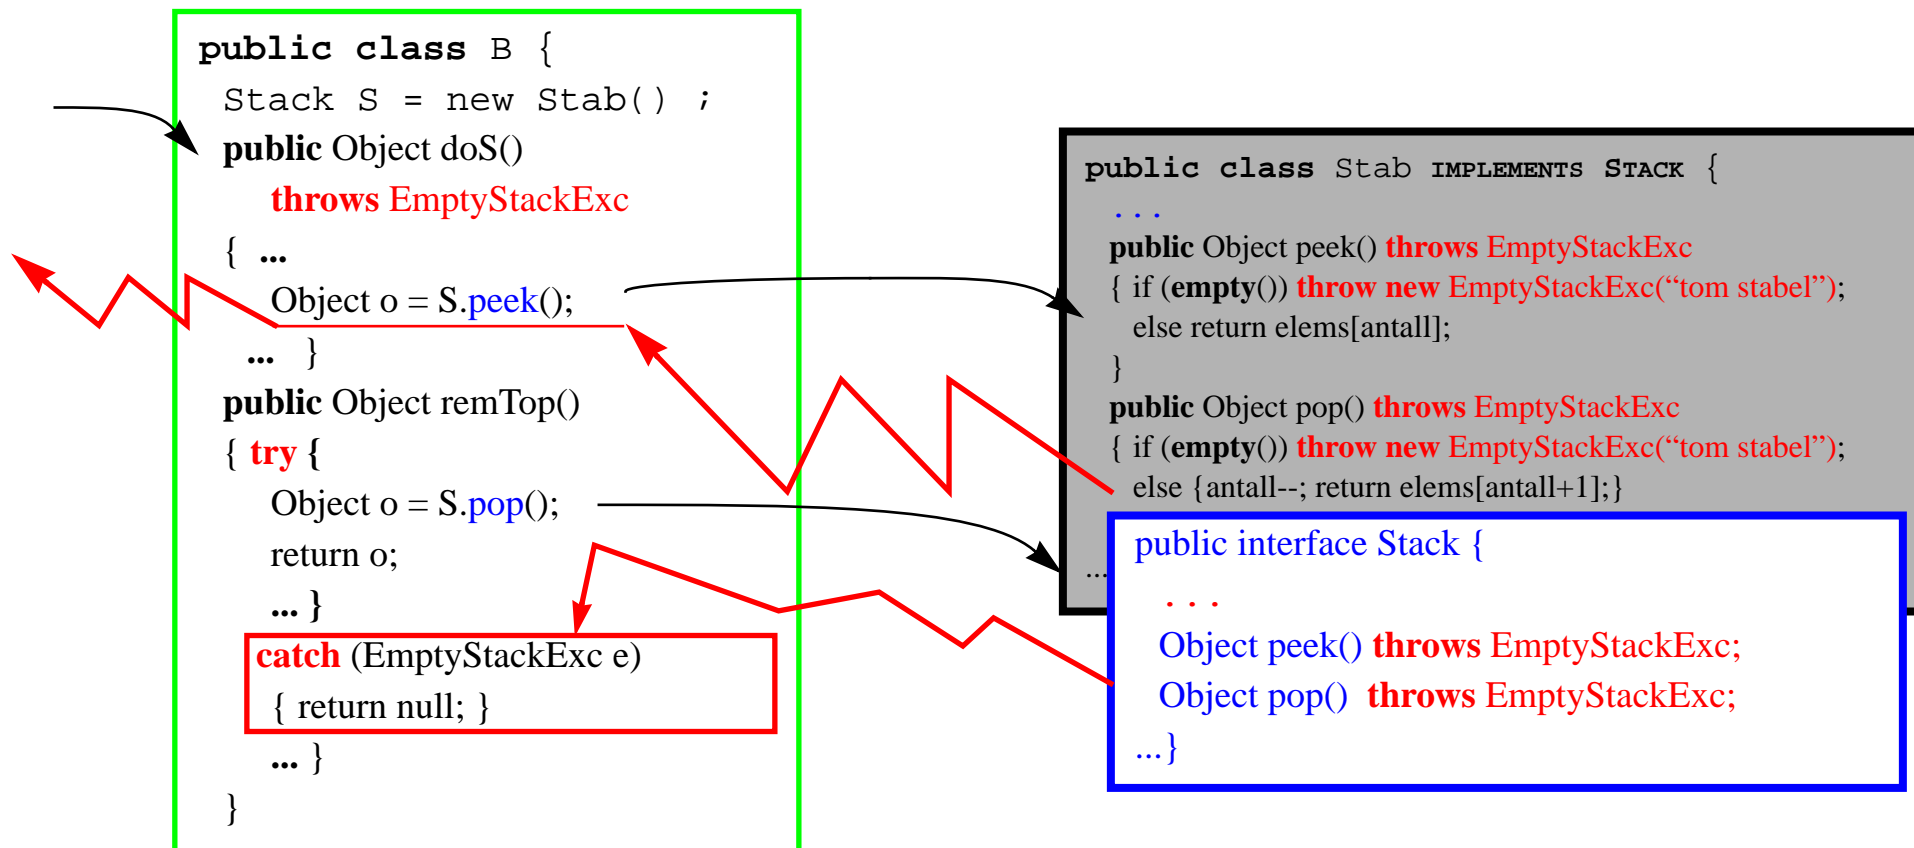 public class B {
Stack S = new Stab() ;
public Object doS()
throws EmptyStackExc
{ ...
Object o = S.peek();
... }
public Object remTop()
{ try {
Object o = S.pop();
return o;
... }
catch (EmptyStackExc e)
{ return null; }
... }
}
public class Stab IMPLEMENTS STACK {
. . .
public Object peek() throws EmptyStackExc
{ if (empty()) throw new EmptyStackExc(“tom stabel”);
else return elems[antall];
}
public Object pop() throws EmptyStackExc
{ if (empty()) throw new EmptyStackExc(“tom stabel”);
else {antall--; return elems[antall+1];}
...
public interface Stack {
. . .
Object peek() throws EmptyStackExc;
Object pop() throws EmptyStackExc;
...}